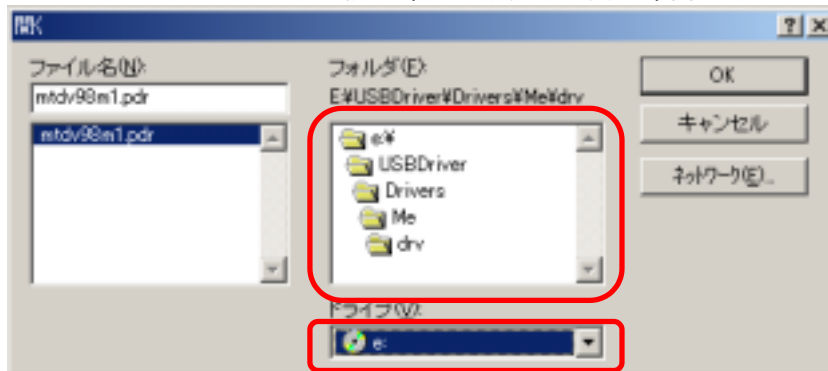 開く
ファイル名(N):
mtdv98m1.pdr
mtdv98m1.pdr
フォルダ(F):
E:¥USBDriver¥Drivers¥Me¥drv
e:¥
USBDriver
Drivers
Me
drv
ドライブ(V):
e:
OK
キャンセル
ネットワーク(E)...